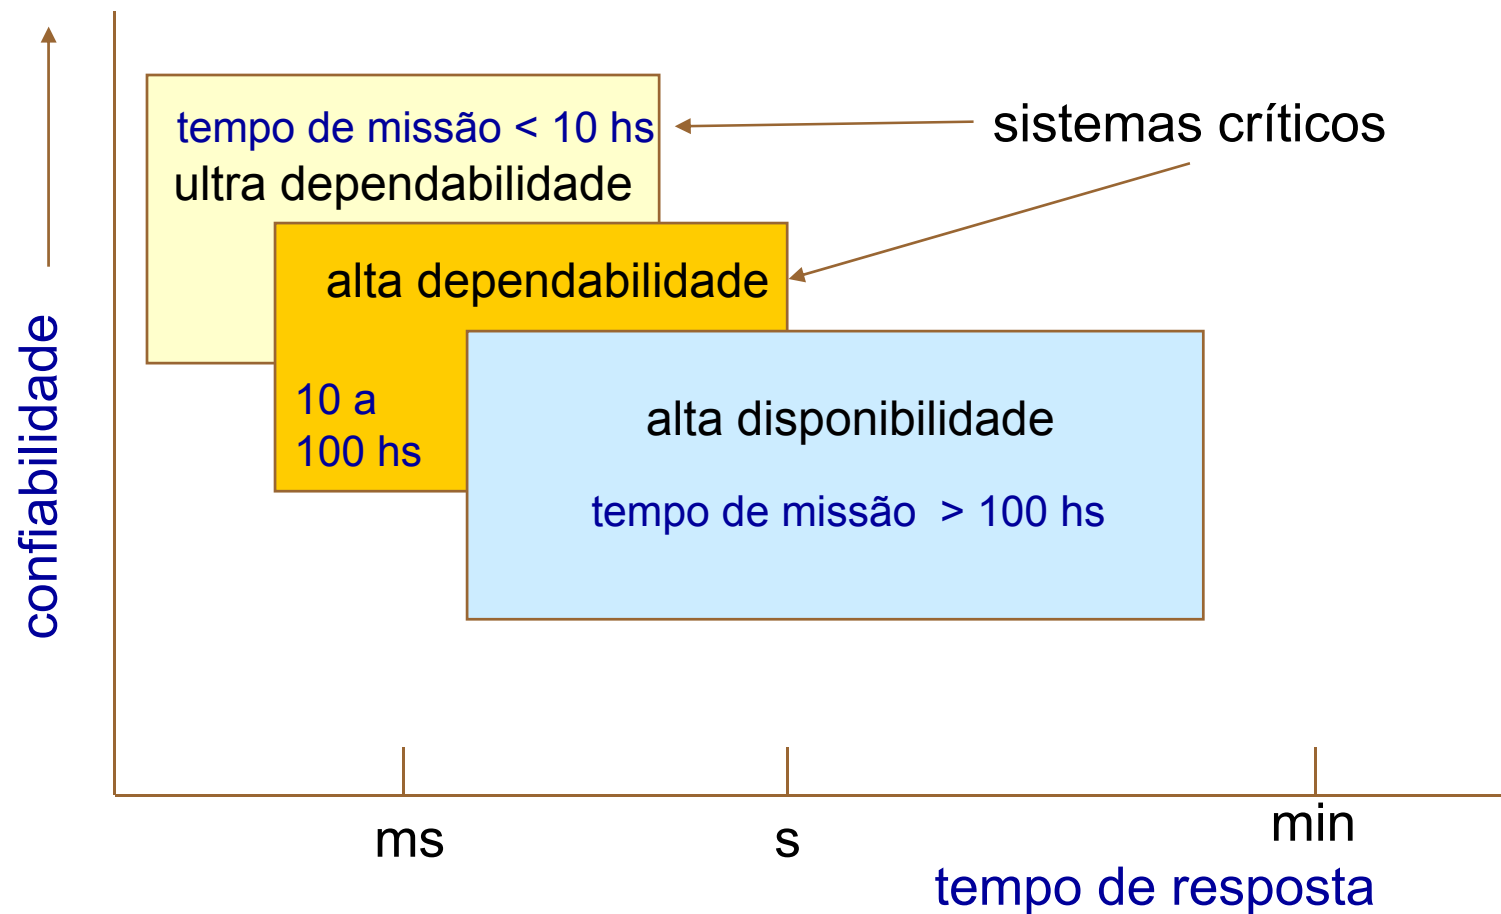 tempo de missão < 10 hs
ultra dependabilidade
sistemas críticos
alta dependabilidade
10 a
100 hs
alta disponibilidade
tempo de missão > 100 hs
confiabilidade
ms
s
min
tempo de resposta